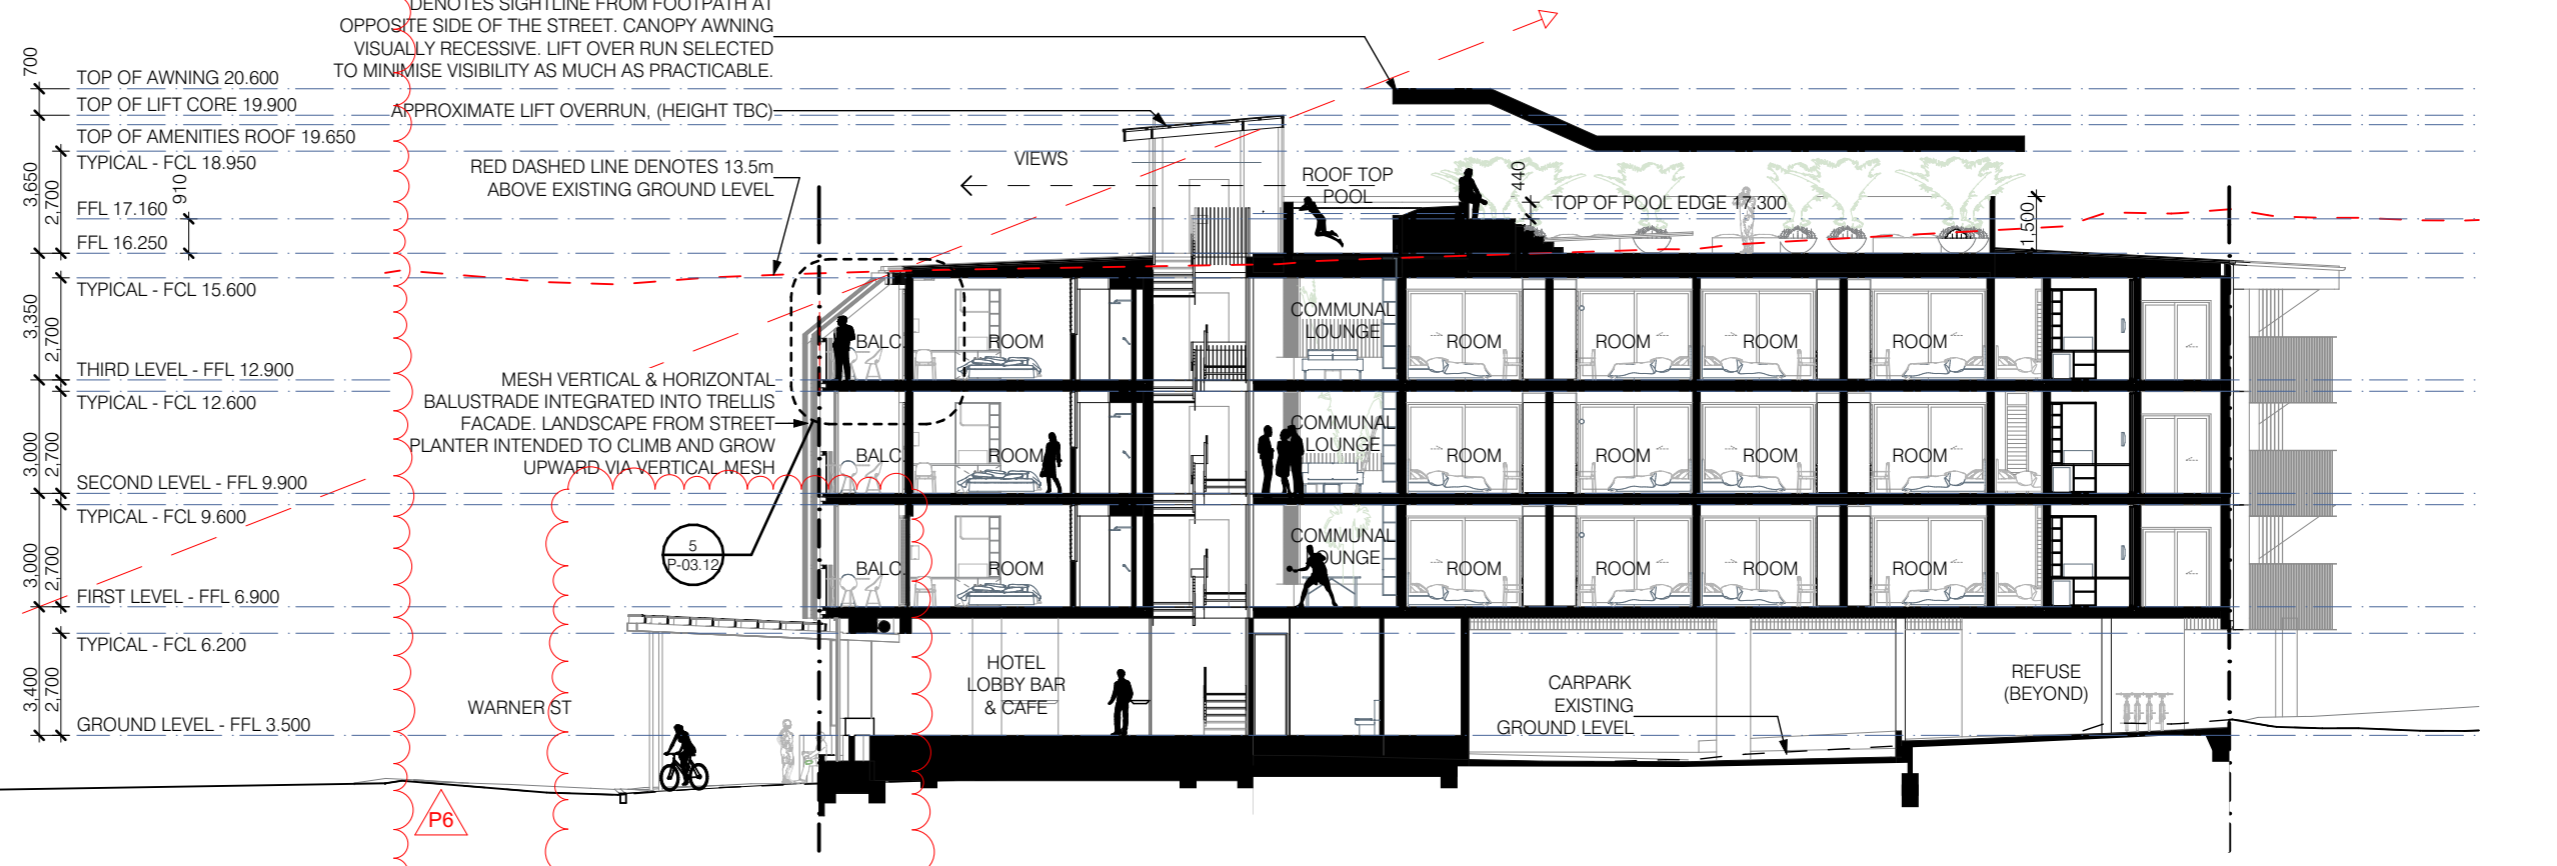 DENOTES SIGHTLINE FROM FOOTPATH AT
OPPOSITE SIDE OF THE STREET. CANOPY AWNING
VISUALLY RECESSIVE. LIFT OVER RUN SELECTED
TO MINIMISE VISIBILITY AS MUCH AS PRACTICABLE.
APPROXIMATE LIFT OVERRUN, (HEIGHT TBC)
RED DASHED LINE DENOTES 13.5m
ABOVE EXISTING GROUND LEVEL
MESH VERTICAL & HORIZONTAL
BALUSTRADE INTEGRATED INTO TRELLIS
FACADE. LANDSCAPE FROM STREET
PLANTER INTENDED TO CLIMB AND GROW
UPWARD VIA VERTICAL MESH
TOP OF AWNING 20.600
TOP OF LIFT CORE 19.900
TOP OF AMENITIES ROOF 19.650
TYPICAL - FCL 18.950
FFL 17.160
FFL 16.250
TYPICAL - FCL 15.600
THIRD LEVEL - FFL 12.900
TYPICAL - FCL 12.600
SECOND LEVEL - FFL 9.900
TYPICAL - FCL 9.600
FIRST LEVEL - FFL 6.900
TYPICAL - FCL 6.200
GROUND LEVEL - FFL 3.500
700
3,650
2,700
910
3,350
2,700
3,000
2,700
3,000
2,700
3,400
2,700
VIEWS
ROOF TOP
POOL
440
TOP OF POOL EDGE 17.300
1,500
BALC.
ROOM
COMMUNAL
LOUNGE
ROOM
ROOM
ROOM
ROOM
BALC.
ROOM
COMMUNAL
LOUNGE
ROOM
ROOM
ROOM
ROOM
5
P-03.12
BALC.
ROOM
COMMUNAL
LOUNGE
ROOM
ROOM
ROOM
ROOM
WARNER ST
HOTEL
LOBBY BAR
& CAFE
CARPARK
EXISTING
GROUND LEVEL
REFUSE
(BEYOND)
P6